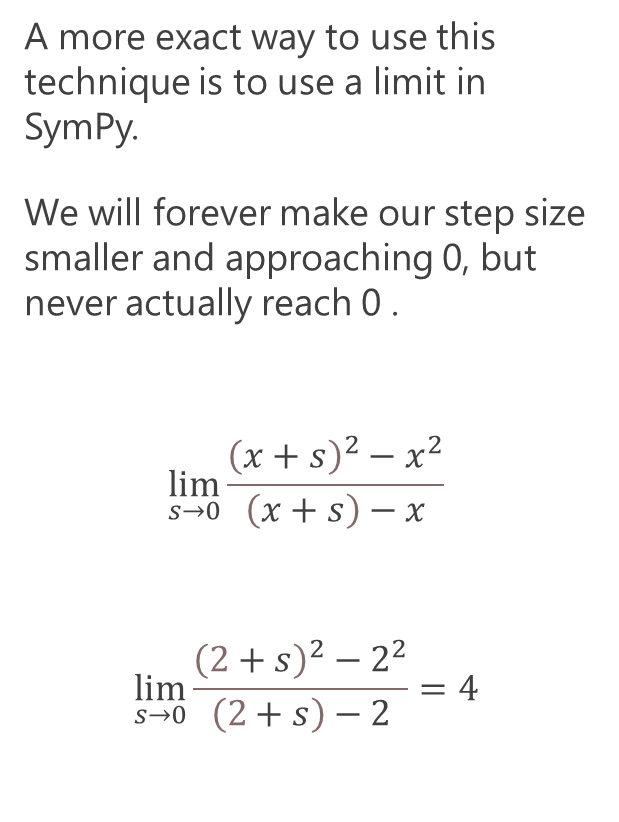 A more exact way to use this
technique is to use a limit in
SymPy.
We will forever make our step size
smaller and approaching 0, but
never actually reach 0 .
lim s→0 ((x + s)² − x²) / ((x + s) − x)
lim s→0 ((2 + s)² − 2²) / ((2 + s) − 2) = 4